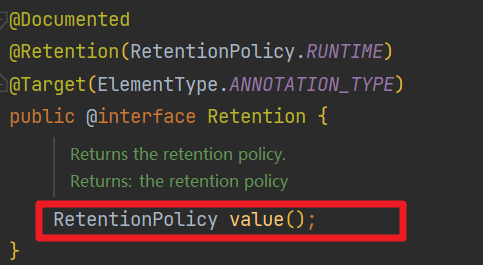 @Documented
@Retention(RetentionPolicy.RUNTIME)
@Target(ElementType.ANNOTATION_TYPE)
public @interface Retention {
Returns the retention policy.
Returns: the retention policy
RetentionPolicy value();
}